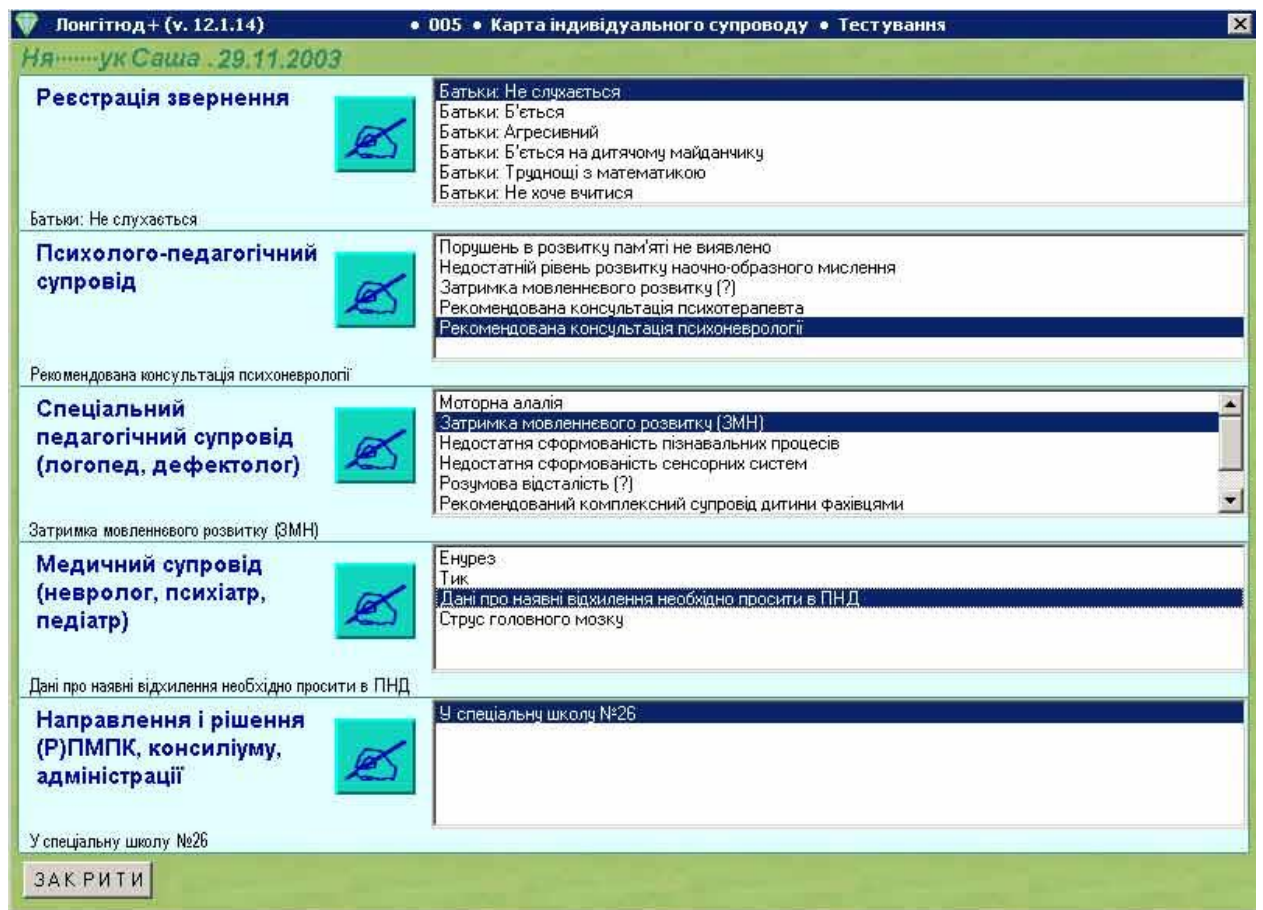 Лонгітюд+ (v. 12.1.14) • 005 • Карта індивідуального супроводу • Тестування
Ня·······ук Саша . 29.11.2003
Реєстрація звернення
Батьки: Не слухається
Батьки: Б'ється
Батьки: Агресивний
Батьки: Б'ється на дитячому майданчику
Батьки: Труднощі з математикою
Батьки: Не хоче вчитися
Батьки: Не слухається
Психолого-педагогічний
супровід
Порушень в розвитку пам'яті не виявлено
Недостатній рівень розвитку наочно-образного мислення
Затримка мовленнєвого розвитку (?)
Рекомендована консультація психотерапевта
Рекомендована консультація психоневрології
Рекомендована консультація психоневрології
Спеціальний
педагогічний супровід
(логопед, дефектолог)
Моторна алалія
Затримка мовленнєвого розвитку (ЗМН)
Недостатня сформованість пізнавальних процесів
Недостатня сформованість сенсорних систем
Розумова відсталість (?)
Рекомендований комплексний супровід дитини фахівцями
Затримка мовленнєвого розвитку (ЗМН)
Медичний супровід
(невролог, психіатр,
педіатр)
Енурез
Тик
Дані про наявні відхилення необхідно просити в ПНД
Струс головного мозку
Дані про наявні відхилення необхідно просити в ПНД
Направлення і рішення
(Р)ПМПК, консиліуму,
адміністрації
У спеціальну школу №26
У спеціальну школу №26
ЗАКРИТИ